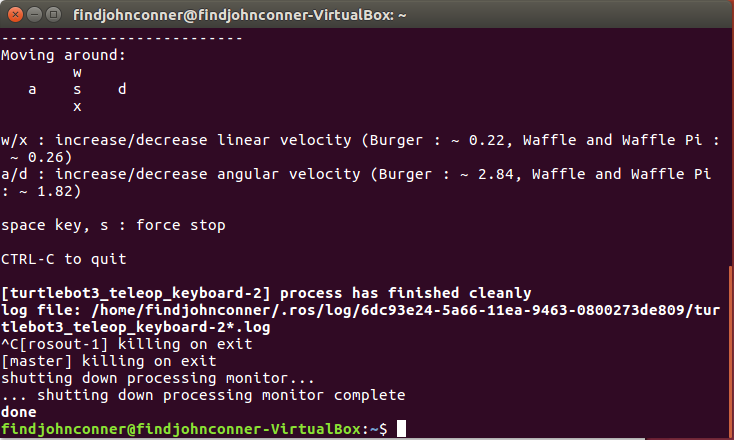 findjohnconner@findjohnconner-VirtualBox: ~
---------------------------
Moving around:
w
a s d
x
w/x : increase/decrease linear velocity (Burger : ~ 0.22, Waffle and Waffle Pi :
~ 0.26)
a/d : increase/decrease angular velocity (Burger : ~ 2.84, Waffle and Waffle Pi
: ~ 1.82)
space key, s : force stop
CTRL-C to quit
[turtlebot3_teleop_keyboard-2] process has finished cleanly
log file: /home/findjohnconner/.ros/log/6dc93e24-5a66-11ea-9463-0800273de809/tur
tlebot3_teleop_keyboard-2*.log
^C[rosout-1] killing on exit
[master] killing on exit
shutting down processing monitor...
... shutting down processing monitor complete
done
findjohnconner@findjohnconner-VirtualBox:~$